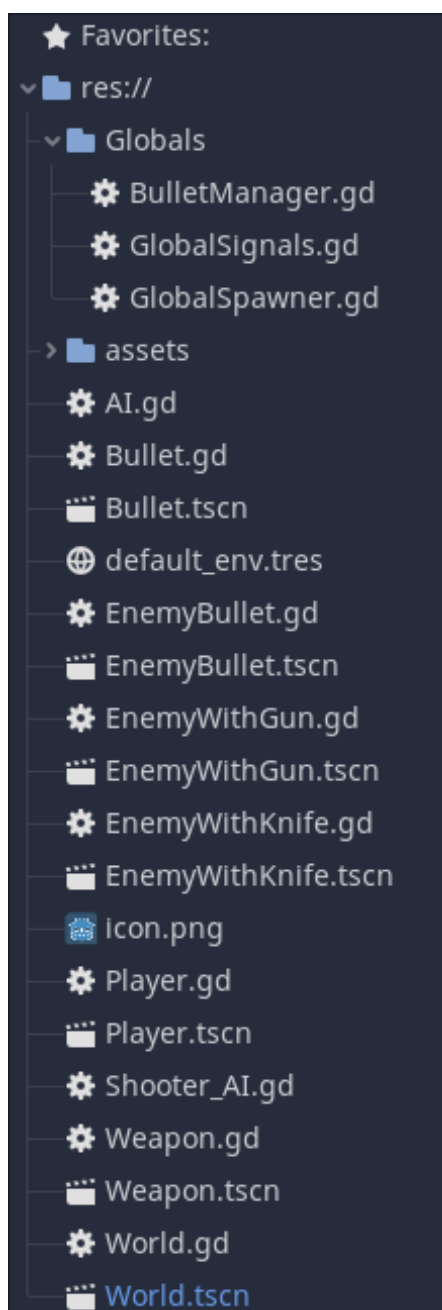 Favorites:
res://
Globals
BulletManager.gd
GlobalSignals.gd
GlobalSpawner.gd
assets
AI.gd
Bullet.gd
Bullet.tscn
default_env.tres
EnemyBullet.gd
EnemyBullet.tscn
EnemyWithGun.gd
EnemyWithGun.tscn
EnemyWithKnife.gd
EnemyWithKnife.tscn
icon.png
Player.gd
Player.tscn
Shooter_AI.gd
Weapon.gd
Weapon.tscn
World.gd
World.tscn